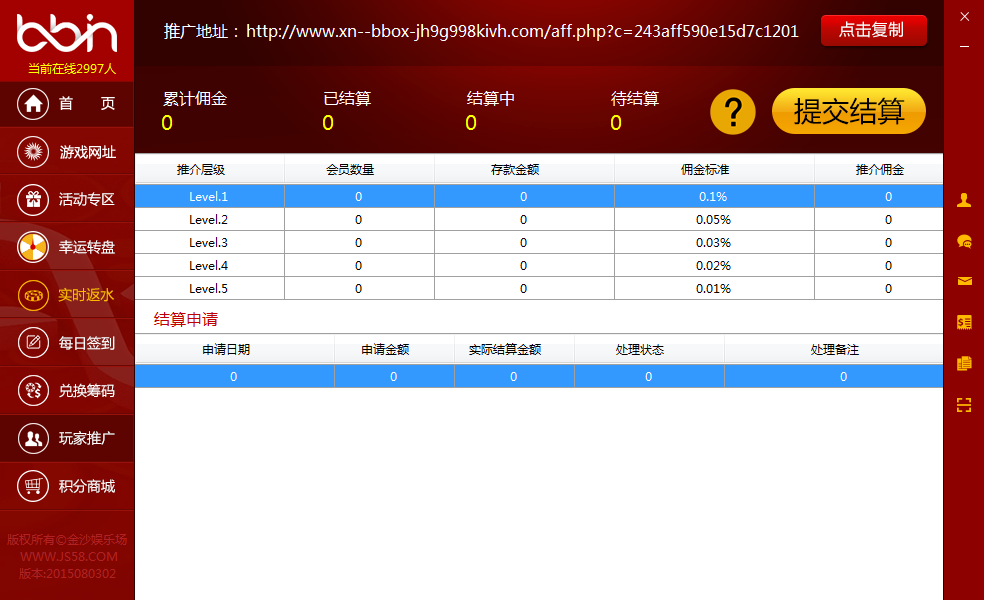 bbin
当前在线2997人
首 页
游戏网址
活动专区
幸运转盘
实时返水
每日签到
兑换筹码
玩家推广
积分商城
版权所有©金沙娱乐场
WWW.JS58.COM
版本:2015080302
推广地址： http://www.xn--bbox-jh9g998kivh.com/aff.php?c=243aff590e15d7c1201 点击复制
累计佣金 已结算 结算中 待结算
0 0 0 0
? 提交结算
推介层级 会员数量 存款金额 佣金标准 推介佣金
Level.1 0 0 0.1% 0
Level.2 0 0 0.05% 0
Level.3 0 0 0.03% 0
Level.4 0 0 0.02% 0
Level.5 0 0 0.01% 0
结算申请
申请日期 申请金额 实际结算金额 处理状态 处理备注
0 0 0 0 0